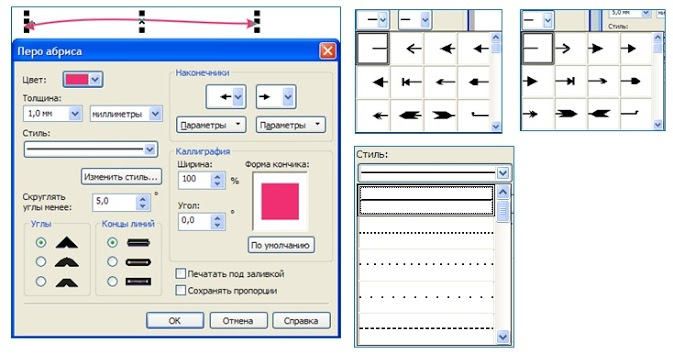 Перо абриса
Цвет:
Толщина:
1,0 мм
миллиметры
Стиль:
Изменить стиль...
Скруглять
углы менее:
5,0
°
Углы
Концы линий
Наконечники
Параметры
Параметры
Каллиграфия
Ширина:
100
%
Угол:
0,0
°
Форма кончика:
По умолчанию
Печатать под заливкой
Сохранять пропорции
OK
Отмена
Справка
5,0 мм
Стиль:
Стиль: